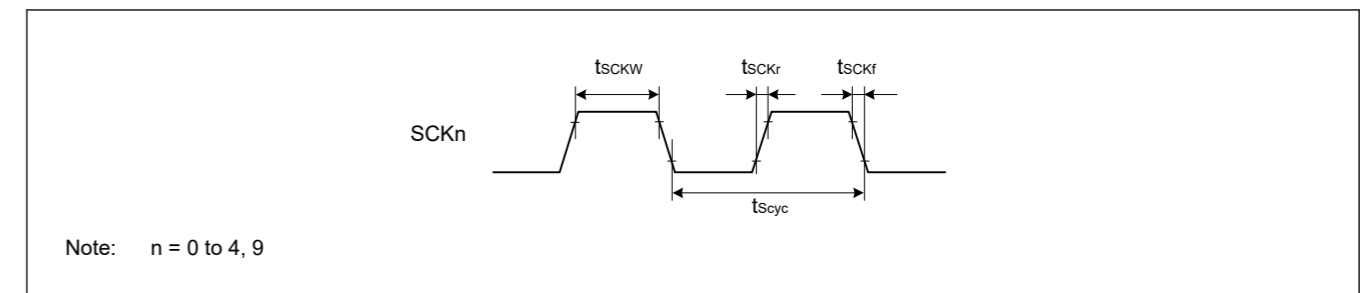 tSCKW tSCKr tSCKf
SCKn
tScyc
Note: n = 0 to 4, 9